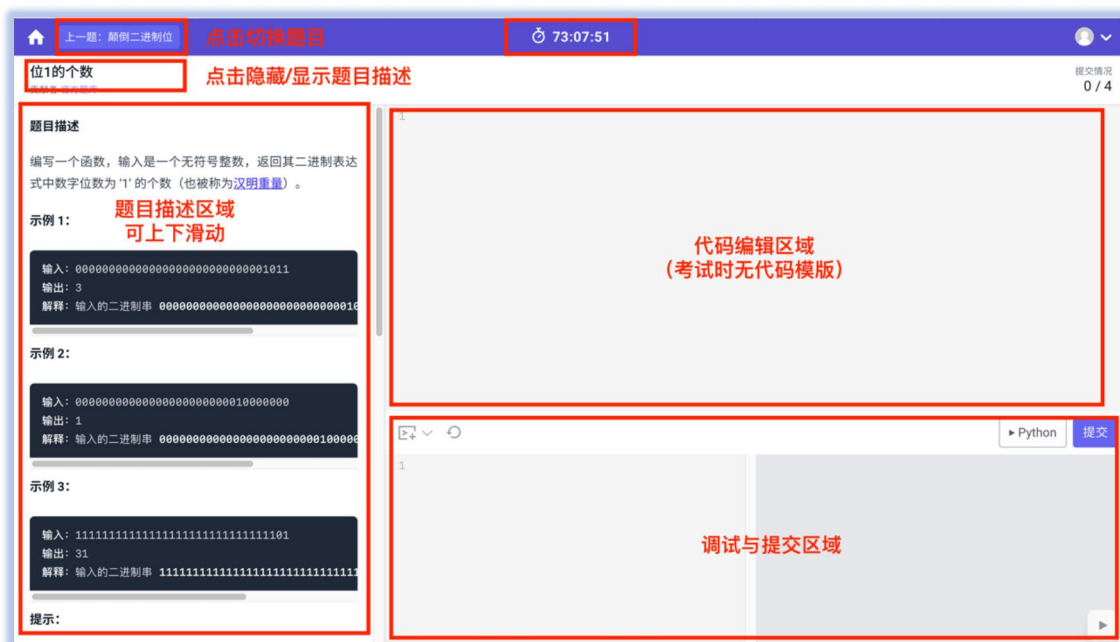 上一题：颠倒二进制位
点击切换题目
73:07:51
位1的个数
点击隐藏/显示题目描述
提交情况
0 / 4
题目描述
编写一个函数，输入是一个无符号整数，返回其二进制表达
式中数字位数为 '1' 的个数（也被称为汉明重量）。
示例 1：
题目描述区域
可上下滑动
输入：00000000000000000000000000001011
输出：3
解释：输入的二进制串 00000000000000000000000000010
示例 2：
输入：00000000000000000000000010000000
输出：1
解释：输入的二进制串 000000000000000000000000100000
示例 3：
输入：11111111111111111111111111111101
输出：31
解释：输入的二进制串 11111111111111111111111111111
提示：
1
代码编辑区域
（考试时无代码模版）
Python
提交
1
调试与提交区域